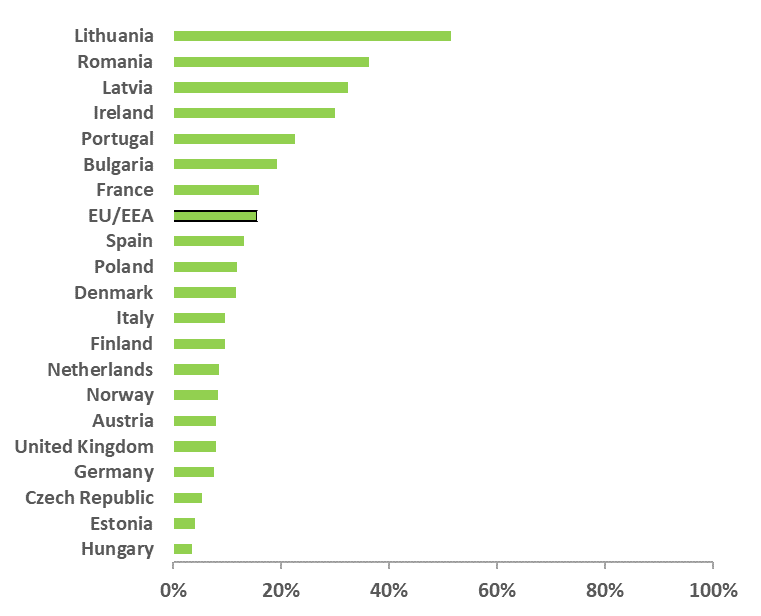 Lithuania
Romania
Latvia
Ireland
Portugal
Bulgaria
France
EU/EEA
Spain
Poland
Denmark
Italy
Finland
Netherlands
Norway
Austria
United Kingdom
Germany
Czech Republic
Estonia
Hungary
0% 20% 40% 60% 80% 100%